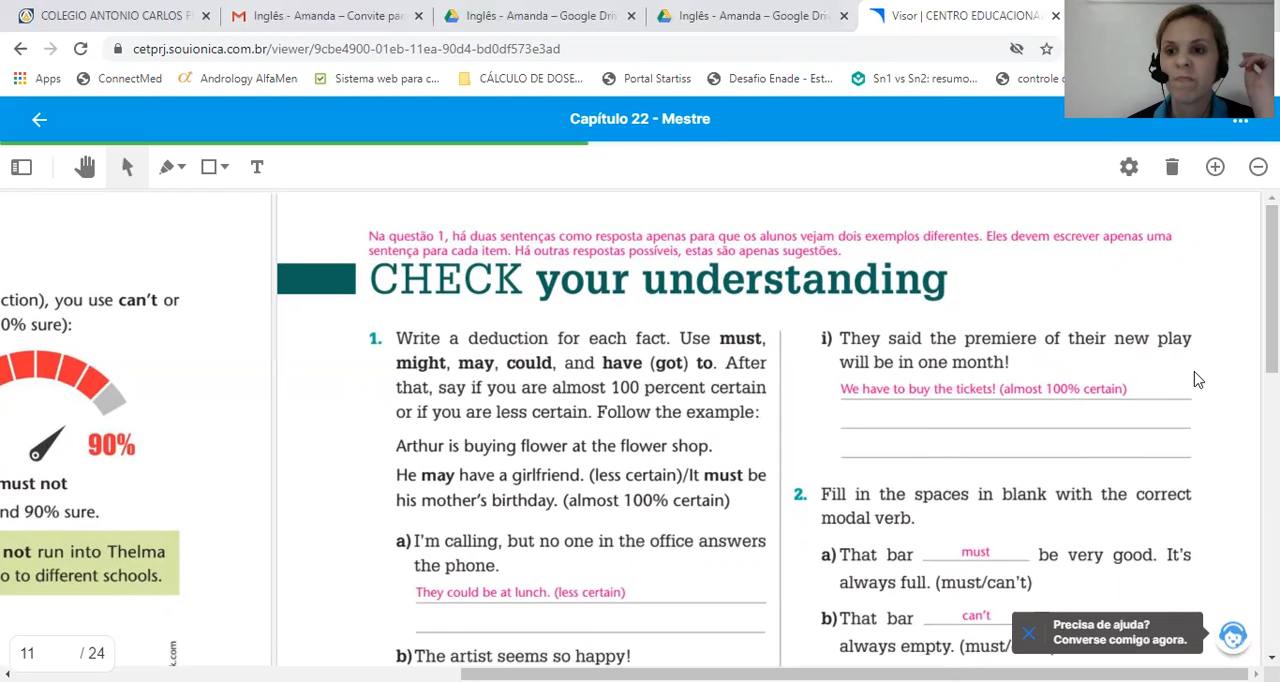 COLEGIO ANTONIO CARLOS F
Inglês - Amanda – Convite par
Inglês - Amanda – Google Driv
Inglês - Amanda – Google Driv
Visor | CENTRO EDUCACIONA
cetprj.souionica.com.br/viewer/9cbe4900-01eb-11ea-90d4-bd0df573e3ad
Apps
ConnectMed
Andrology AlfaMen
Sistema web para c...
CÁLCULO DE DOSE...
Portal Startiss
Desafio Enade - Est...
Sn1 vs Sn2: resumo...
controle d
Capítulo 22 - Mestre
T
ction), you use can't or
0% sure):
90%
must not
nd 90% sure.
not run into Thelma
o to different schools.
k.com
11 / 24
Na questão 1, há duas sentenças como resposta apenas para que os alunos vejam dois exemplos diferentes. Eles devem escrever apenas uma
sentença para cada item. Há outras respostas possíveis, estas são apenas sugestões.
CHECK your understanding
1. Write a deduction for each fact. Use must,
might, may, could, and have (got) to. After
that, say if you are almost 100 percent certain
or if you are less certain. Follow the example:
Arthur is buying flower at the flower shop.
He may have a girlfriend. (less certain)/It must be
his mother's birthday. (almost 100% certain)
a) I'm calling, but no one in the office answers
the phone.
They could be at lunch. (less certain)
b) The artist seems so happy!
i) They said the premiere of their new play
will be in one month!
We have to buy the tickets! (almost 100% certain)
2. Fill in the spaces in blank with the correct
modal verb.
a) That bar must be very good. It's
always full. (must/can't)
b) That bar can't
always empty. (must/
Precisa de ajuda?
Converse comigo agora.